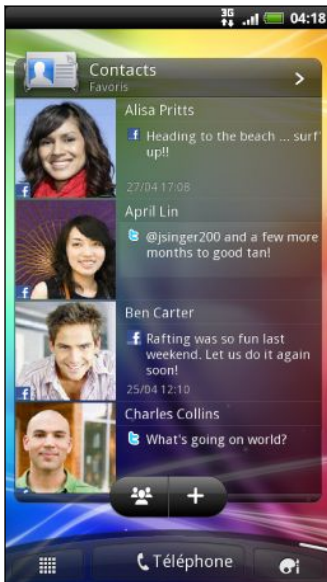 3G 04:18
Contacts
Favoris
Alisa Pritts
Heading to the beach ... surf
up!!
27/04 17:08
April Lin
@jsinger200 and a few more
months to good tan!
Ben Carter
Rafting was so fun last
weekend. Let us do it again
soon!
25/04 12:10
Charles Collins
What's going on world?
Téléphone